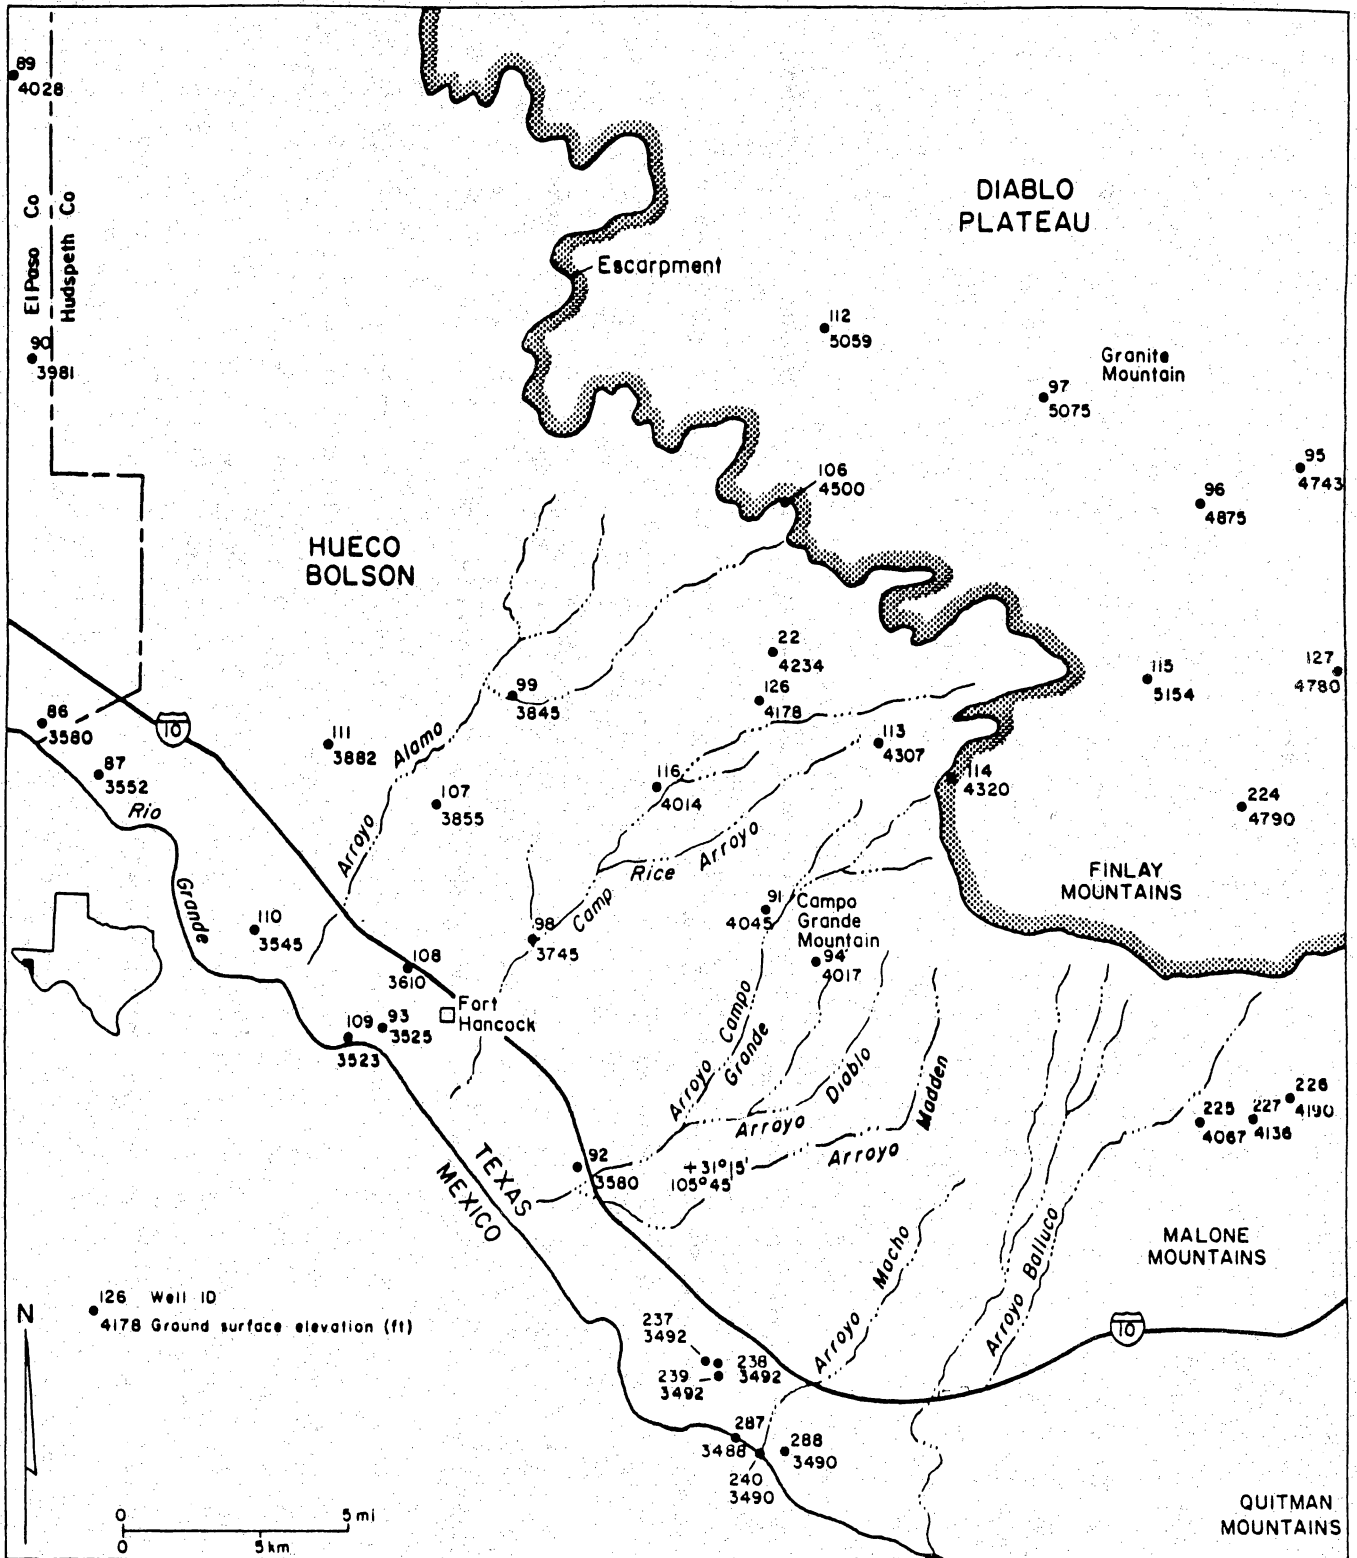 89
4028
El Paso Co
Hudspeth Co
DIABLO
PLATEAU
Escarpment
112
5059
90
3981
Granite
Mountain
97
5075
95
4743
106
4500
96
4875
HUECO
BOLSON
22
4234
115
5154
127
4780
99
3845
126
4178
86
3580
10
111
3882
Arroyo Alamo
113
4307
87
3552
116
4014
114
4320
107
3855
224
4790
Rio
Grande
Camp
Rice
Arroyo
FINLAY
MOUNTAINS
91
4045
Campo
Grande
Mountain
110
3545
98
3745
94
4017
108
3610
Fort
Hancock
109
3523
93
3525
Arroyo Campo
Grande
Arroyo
Diablo
Arroyo
Madden
226
4190
225
4067
227
4136
92
3580
+31°15'
105°45'
TEXAS
MEXICO
Arroyo Macho
Arroyo Balluco
MALONE
MOUNTAINS
N
126 Well ID
4178 Ground surface elevation (ft)
10
237
3492
238
3492
239
3492
287
3488
288
3490
240
3490
QUITMAN
MOUNTAINS
0 5 mi
0 5 km